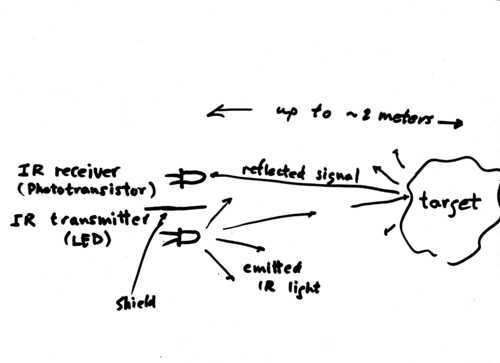 up to ~2 meters
IR receiver
(Phototransistor)
reflected signal
target
IR transmitter
(LED)
emitted
IR light
Shield